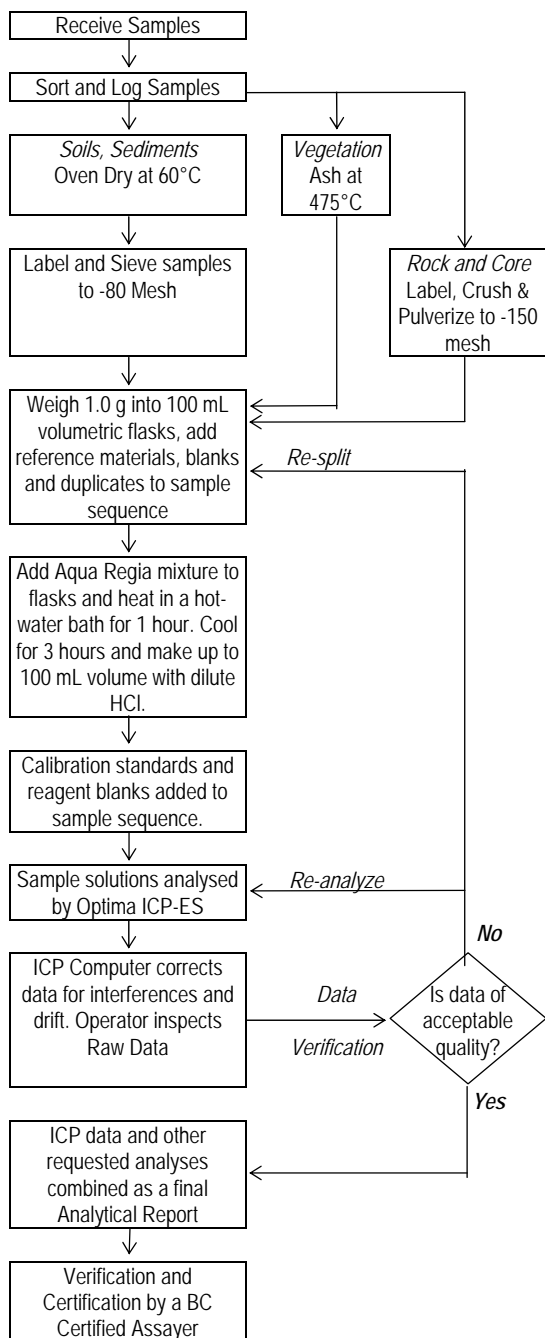 Receive Samples
Sort and Log Samples
Soils, Sediments
Oven Dry at 60°C
Vegetation
Ash at
475°C
Label and Sieve samples
to -80 Mesh
Rock and Core
Label, Crush &
Pulverize to -150
mesh
Weigh 1.0 g into 100 mL
volumetric flasks, add
reference materials, blanks
and duplicates to sample
sequence
Re-split
Add Aqua Regia mixture to
flasks and heat in a hot-
water bath for 1 hour. Cool
for 3 hours and make up to
100 mL volume with dilute
HCl.
Calibration standards and
reagent blanks added to
sample sequence.
Sample solutions analysed
by Optima ICP-ES
Re-analyze
No
ICP Computer corrects
data for interferences and
drift. Operator inspects
Raw Data
Data
Verification
Is data of
acceptable
quality?
Yes
ICP data and other
requested analyses
combined as a final
Analytical Report
Verification and
Certification by a BC
Certified Assayer